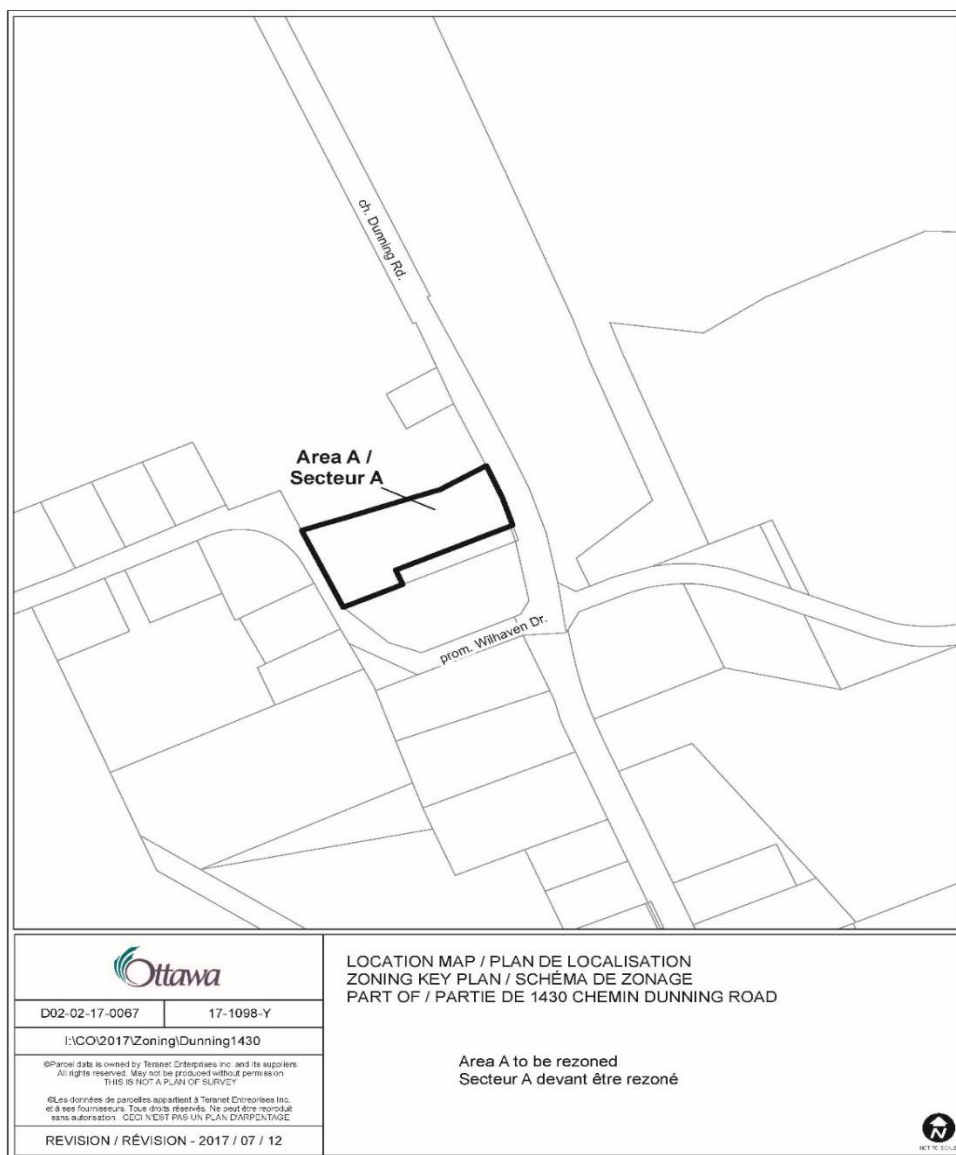 ch. Dunning Rd.
Area A /
Secteur A
prom. Wilhaven Dr.
Ottawa
D02-02-17-0067
17-1098-Y
I:\CO\2017\Zoning\Dunning1430
©Parcel data is owned by Teranet Enterprises Inc. and its suppliers
All rights reserved. May not be produced without permission
THIS IS NOT A PLAN OF SURVEY
©Les données de parcelles appartient à Teranet Entreprises Inc.
et à ses fournisseurs. Tous droits réservés. Ne peut être reproduit
sans autorisation. CECI N'EST PAS UN PLAN D'ARPENTAGE
REVISION / RÉVISION - 2017 / 07 / 12
LOCATION MAP / PLAN DE LOCALISATION
ZONING KEY PLAN / SCHÉMA DE ZONAGE
PART OF / PARTIE DE 1430 CHEMIN DUNNING ROAD
Area A to be rezoned
Secteur A devant être rezoné
N
NOT TO SCALE